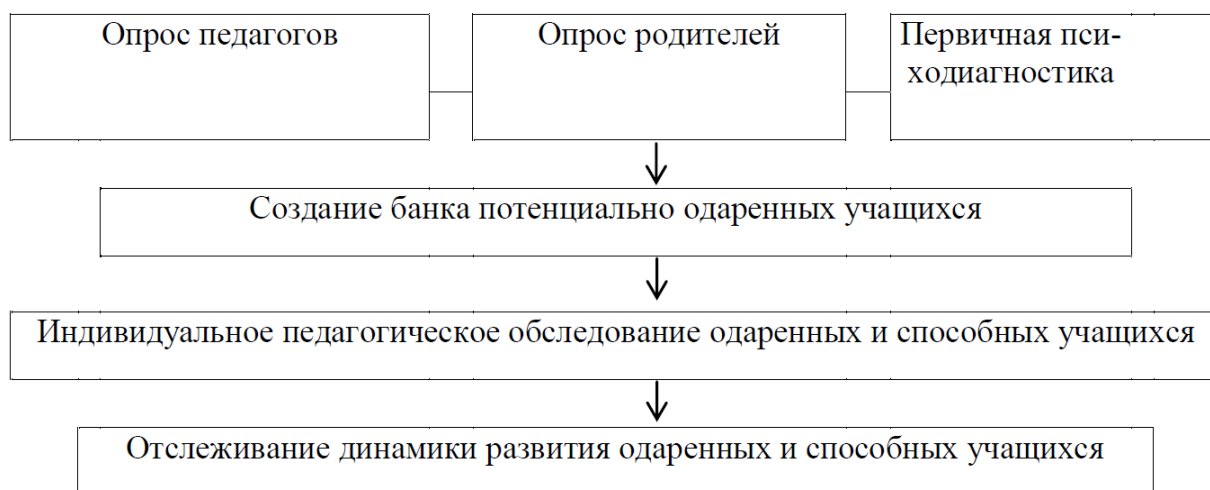 Опрос педагогов
Опрос родителей
Первичная пси-
ходиагностика
Создание банка потенциально одаренных учащихся
Индивидуальное педагогическое обследование одаренных и способных учащихся
Отслеживание динамики развития одаренных и способных учащихся